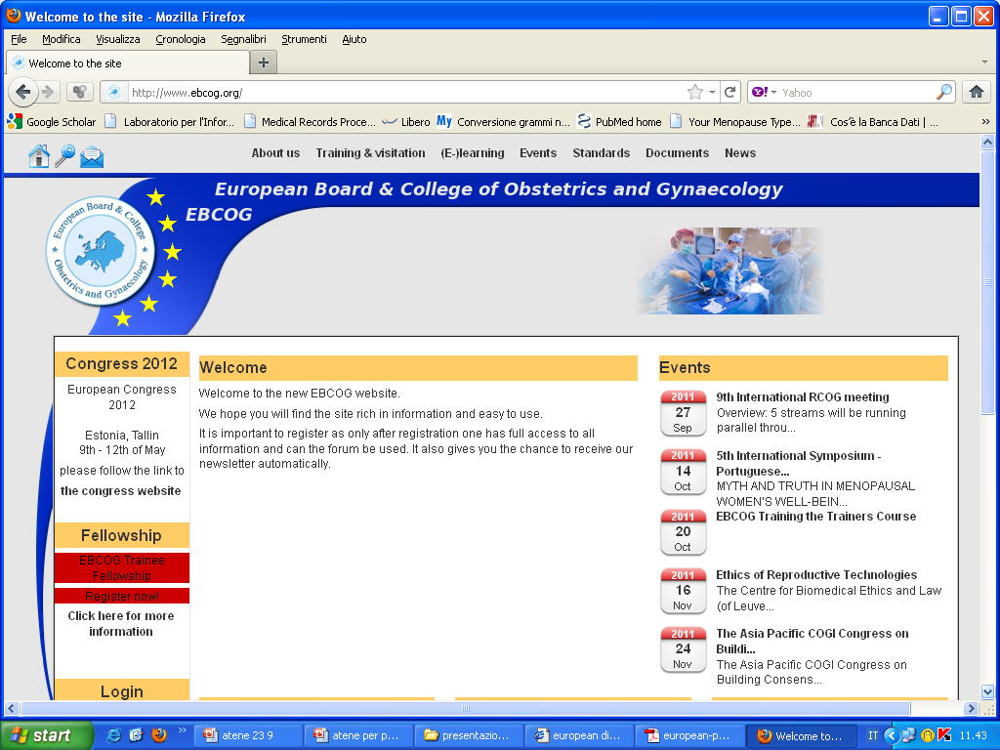 Welcome to the site - Mozilla Firefox
File Modifica Visualizza Cronologia Segnalibri Strumenti Aiuto
Welcome to the site
http://www.ebcog.org/
Yahoo
Google Scholar Laboratorio per l'Infor... Medical Records Proce... Libero My Conversione grammi n... PubMed home Your Menopause Type... Cos'è la Banca Dati | ... »
About us Training & visitation (E-)learning Events Standards Documents News
European Board & College of Obstetrics and Gynaecology
EBCOG
European Board & College
Obstetrics and Gynaecology
Congress 2012
European Congress
2012
Estonia, Tallin
9th - 12th of May
please follow the link to
the congress website
Fellowship
EBCOG Trainee
Fellowship
Register now!
Click here for more
information
Login
Welcome
Welcome to the new EBCOG website.
We hope you will find the site rich in information and easy to use.
It is important to register as only after registration one has full access to all
information and can the forum be used. It also gives you the chance to receive our
newsletter automatically.
Events
2011
27
Sep
9th International RCOG meeting
Overview: 5 streams will be running
parallel throu...
2011
14
Oct
5th International Symposium -
Portuguese...
MYTH AND TRUTH IN MENOPAUSAL
WOMEN'S WELL-BEIN...
2011
20
Oct
EBCOG Training the Trainers Course
2011
16
Nov
Ethics of Reproductive Technologies
The Centre for Biomedical Ethics and Law
(of Leuve...
2011
24
Nov
The Asia Pacific COGI Congress on
Buildi...
The Asia Pacific COGI Congress on
Building Consens...
start » atene 23 9 atene per p... presentazio... european di... european-p... Welcome to... IT 11.43